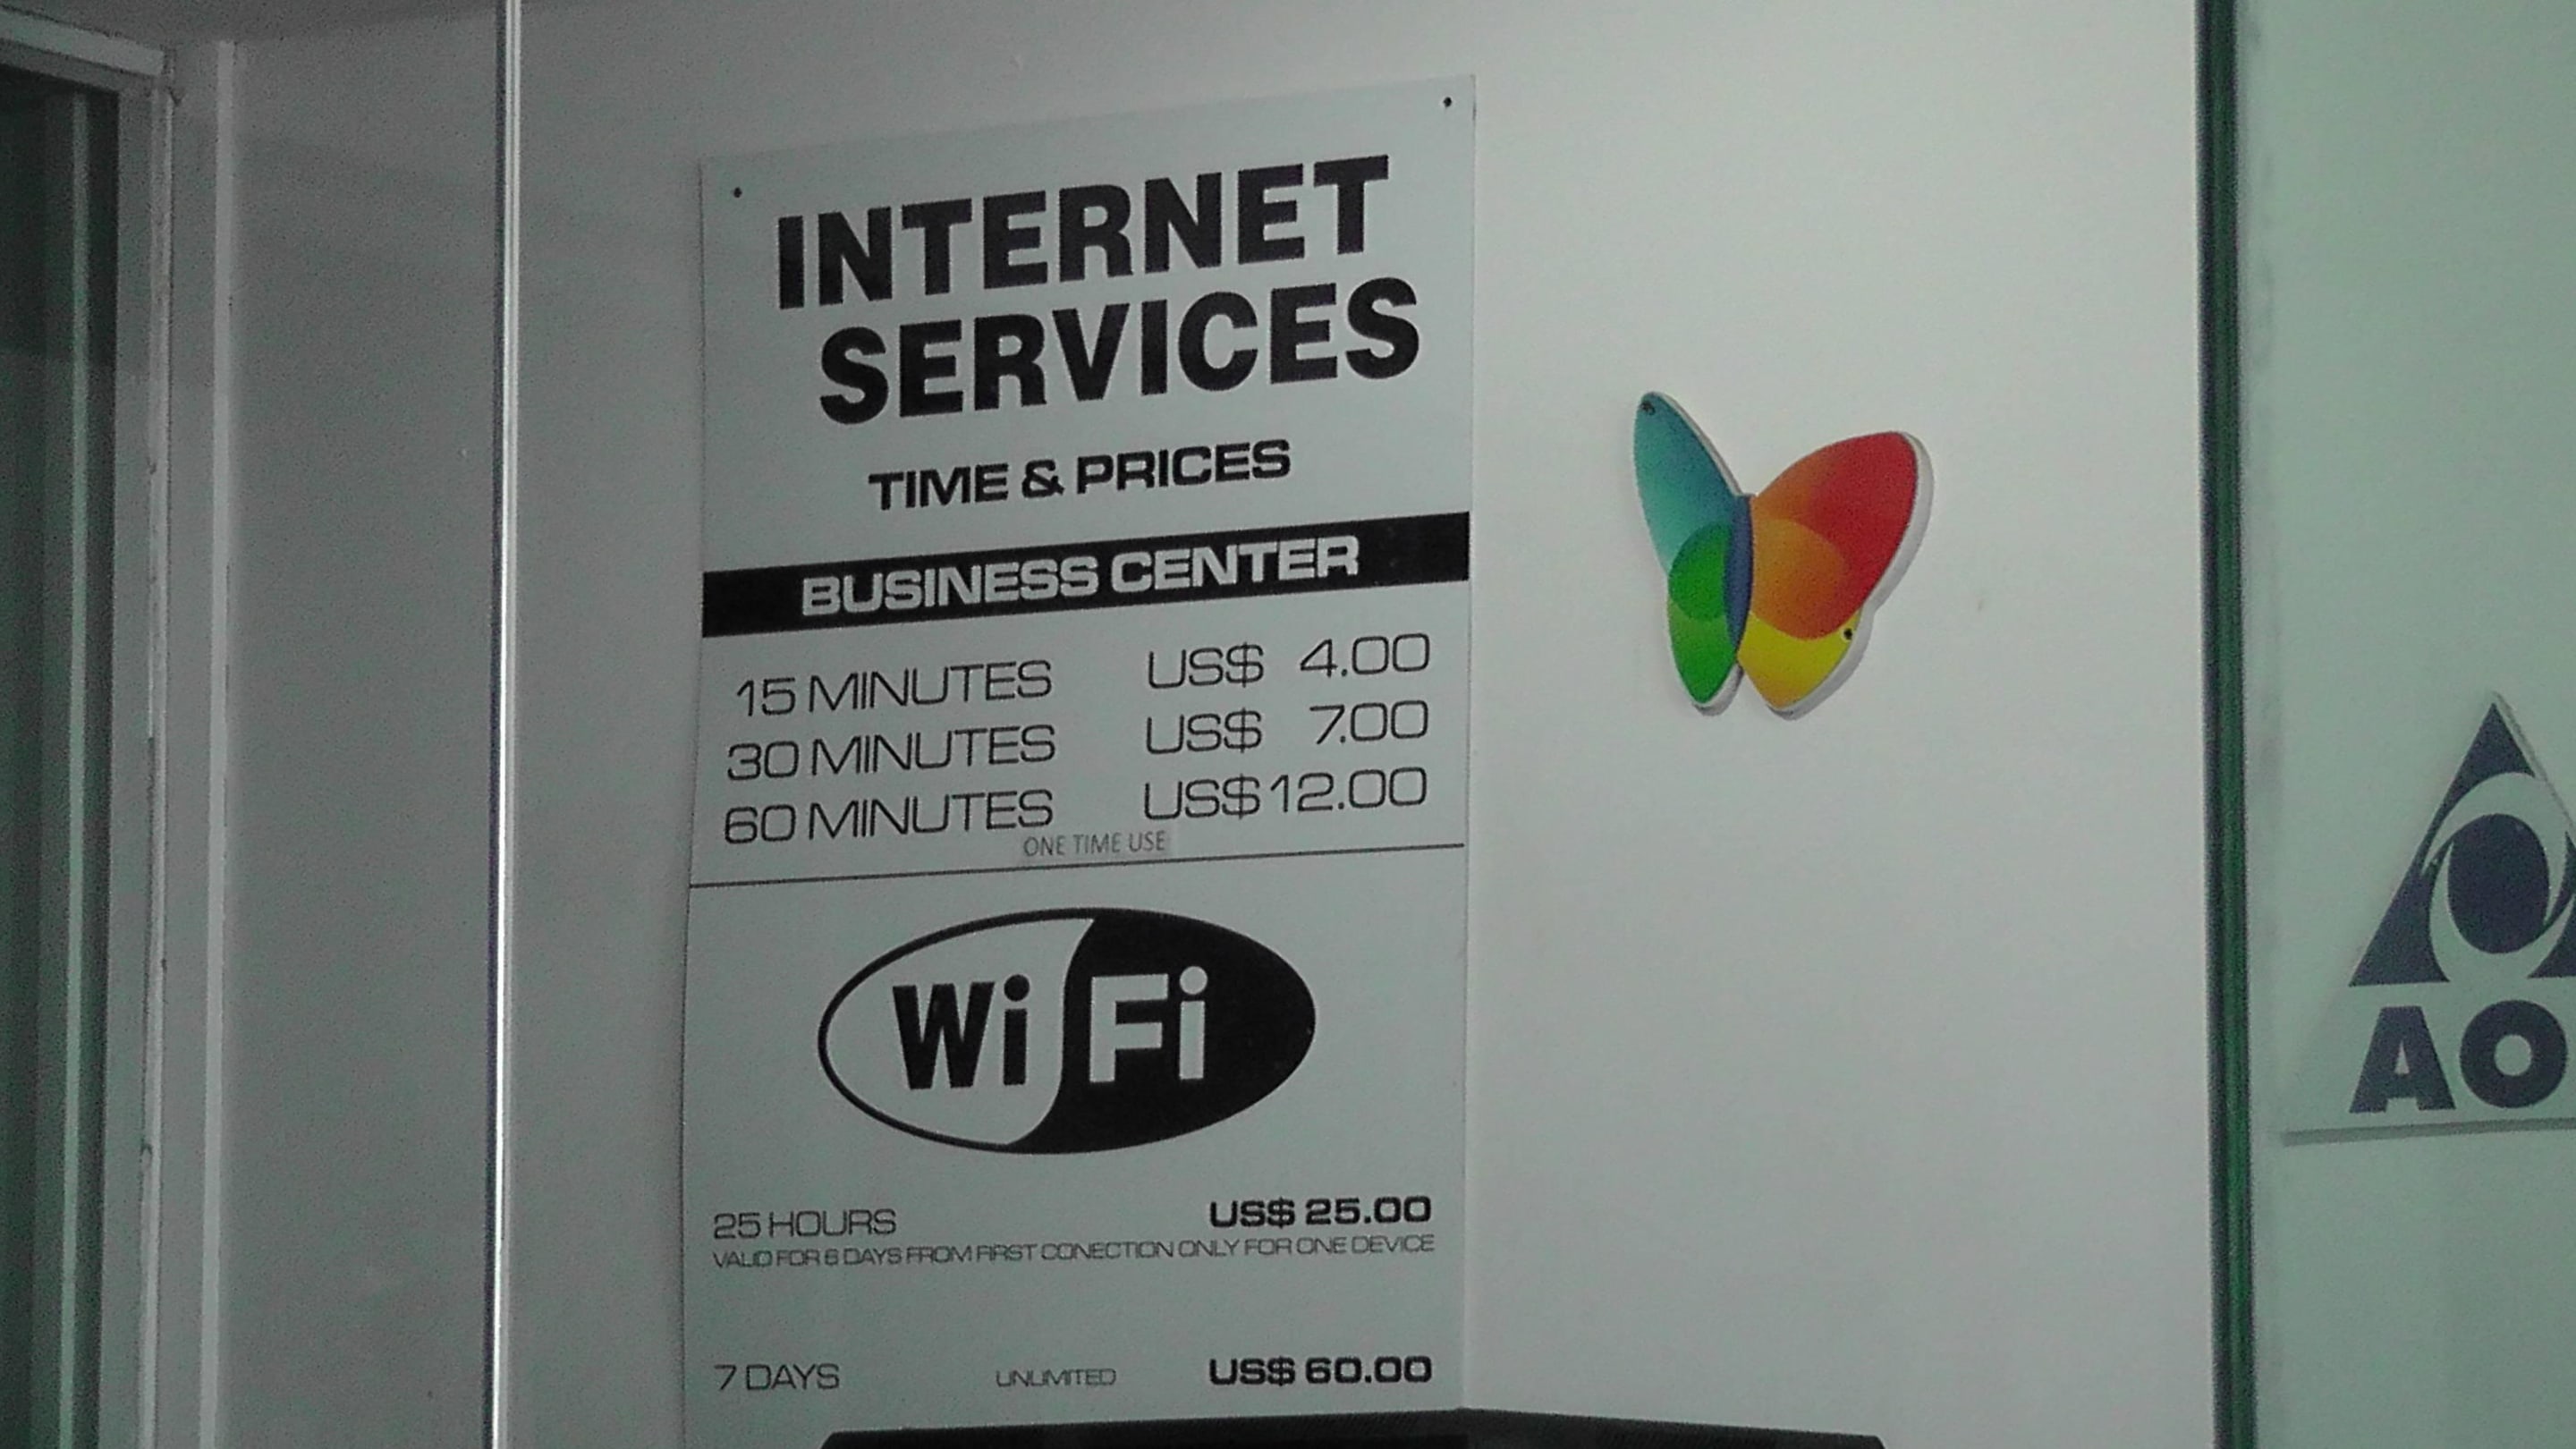 INTERNET
SERVICES
TIME & PRICES
BUSINESS CENTER
15 MINUTES US$ 4.00
30 MINUTES US$ 7.00
60 MINUTES US$ 12.00
ONE TIME USE
Wi Fi
25 HOURS US$ 25.00
VALID FOR 6 DAYS FROM FIRST CONECTION ONLY FOR ONE DEVICE
7 DAYS UNLIMITED US$ 60.00
AO